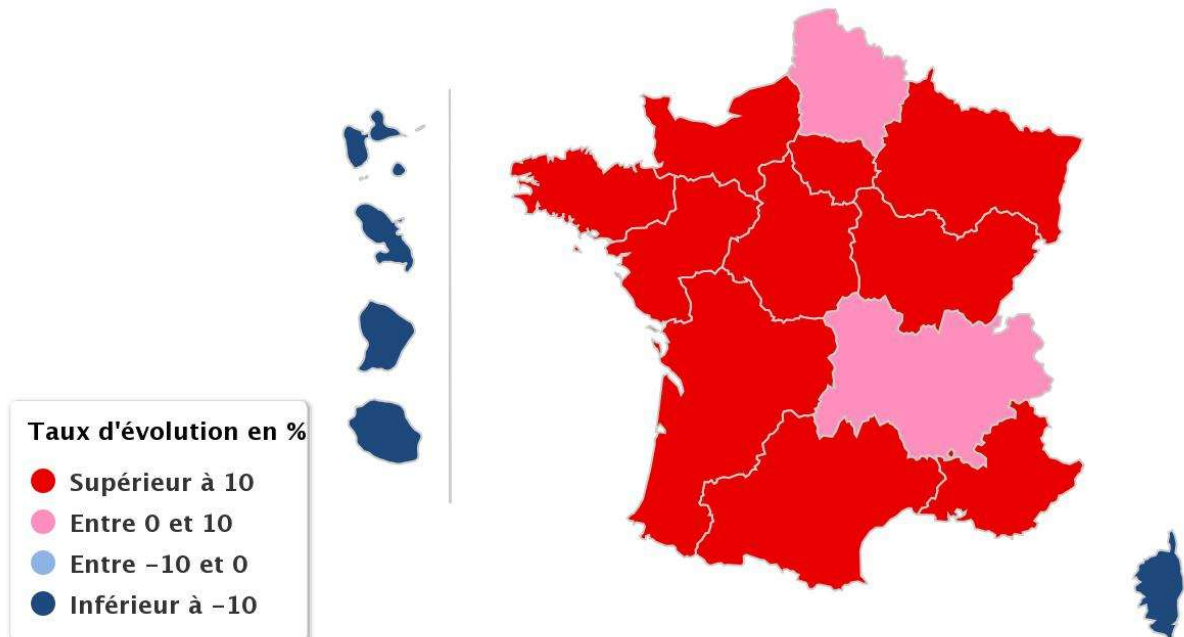 Taux d'évolution en %
Supérieur à 10
Entre 0 et 10
Entre −10 et 0
Inférieur à −10